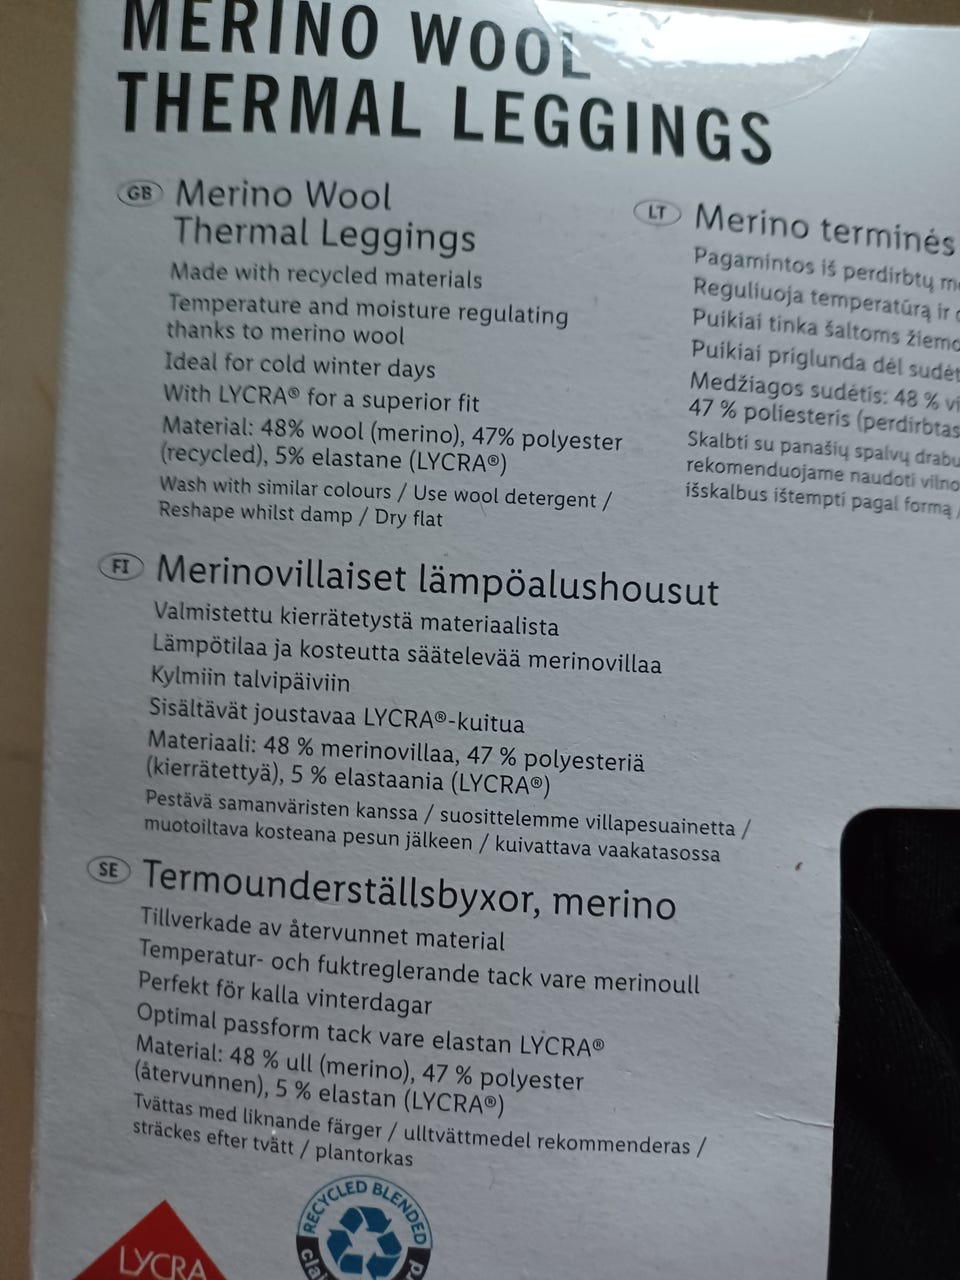 MERINO WOOL
THERMAL LEGGINGS
GB Merino Wool
Thermal Leggings
Made with recycled materials
Temperature and moisture regulating
thanks to merino wool
Ideal for cold winter days
With LYCRA® for a superior fit
Material: 48% wool (merino), 47% polyester
(recycled), 5% elastane (LYCRA®)
Wash with similar colours / Use wool detergent /
Reshape whilst damp / Dry flat
LT Merino terminės
Pagamintos iš perdirbtų
Reguliuoja temperatūrą ir
Puikiai tinka šaltoms
Puikiai priglunda dėl
Medžiagos sudėtis: 48 %
47 % poliesteris (perdirbtas
Skalbti su panašių spalvų
rekomenduojame naudoti
išskalbus ištempti pagal formą /
FI Merinovillaiset lämpöalushousut
Valmistettu kierrätetystä materiaalista
Lämpötilaa ja kosteutta säätelevää merinovillaa
Kylmiin talvipäiviin
Sisältävät joustavaa LYCRA®-kuitua
Materiaali: 48 % merinovillaa, 47 % polyesteriä
(kierrätettyä), 5 % elastaania (LYCRA®)
Pestävä samanväristen kanssa / suosittelemme villapesuainetta /
muotoiltava kosteana pesun jälkeen / kuivattava vaakatasossa
SE Termounderställsbyxor, merino
Tillverkade av återvunnet material
Temperatur- och fuktreglerande tack vare merinoull
Perfekt för kalla vinterdagar
Optimal passform tack vare elastan LYCRA®
Material: 48 % ull (merino), 47 % polyester
(återvunnen), 5 % elastan (LYCRA®)
Tvättas med liknande färger / ulltvättmedel rekommenderas /
sträckes efter tvätt / plantorkas
LYCRA
RECYCLED BLENDED